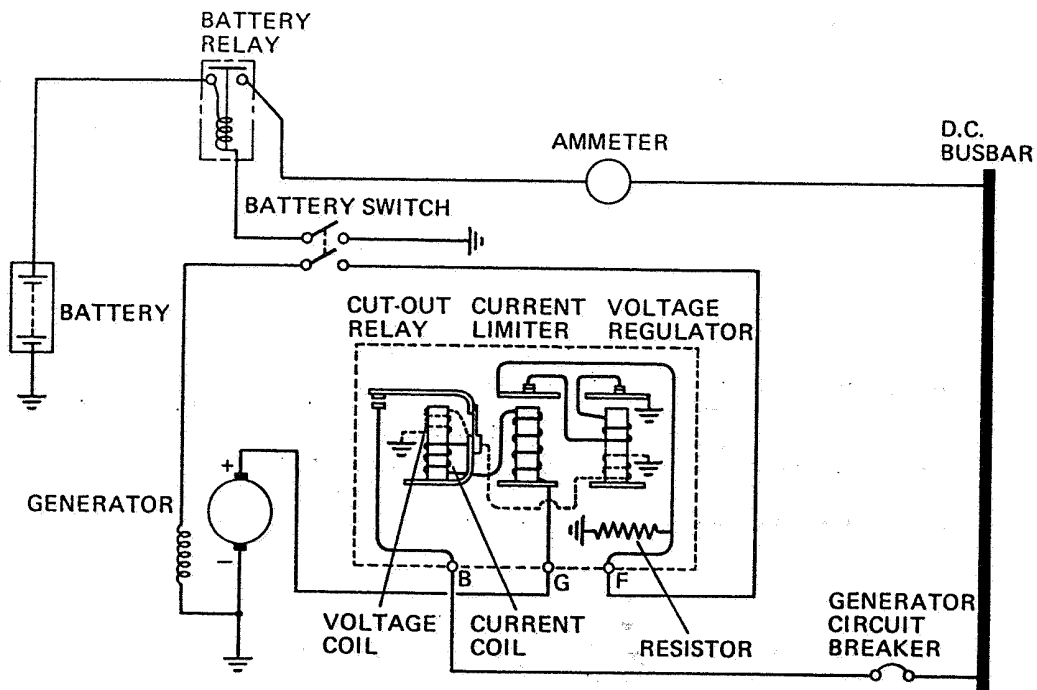 BATTERY
RELAY
D.C.
BUSBAR
AMMETER
BATTERY SWITCH
BATTERY
CUT-OUT
RELAY
CURRENT
LIMITER
VOLTAGE
REGULATOR
+
GENERATOR
−
B
G
F
VOLTAGE
COIL
CURRENT
COIL
RESISTOR
GENERATOR
CIRCUIT
BREAKER